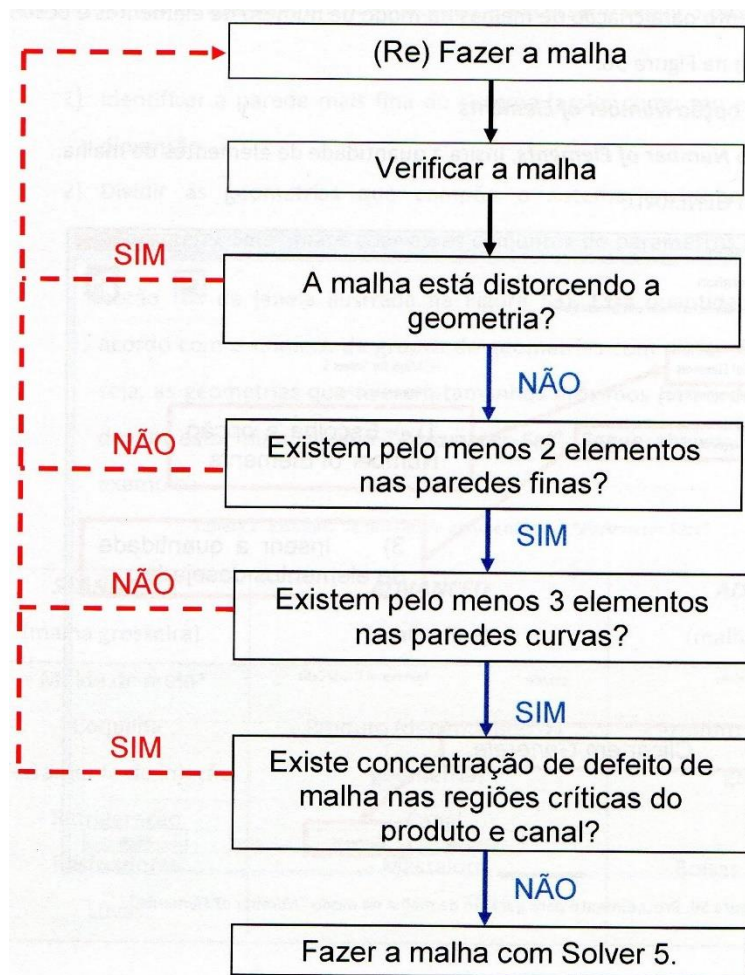 (Re) Fazer a malha
Verificar a malha
SIM
A malha está distorcendo a
geometria?
NÃO
NÃO
Existem pelo menos 2 elementos
nas paredes finas?
SIM
NÃO
Existem pelo menos 3 elementos
nas paredes curvas?
SIM
SIM
Existe concentração de defeito de
malha nas regiões críticas do
produto e canal?
NÃO
Fazer a malha com Solver 5.